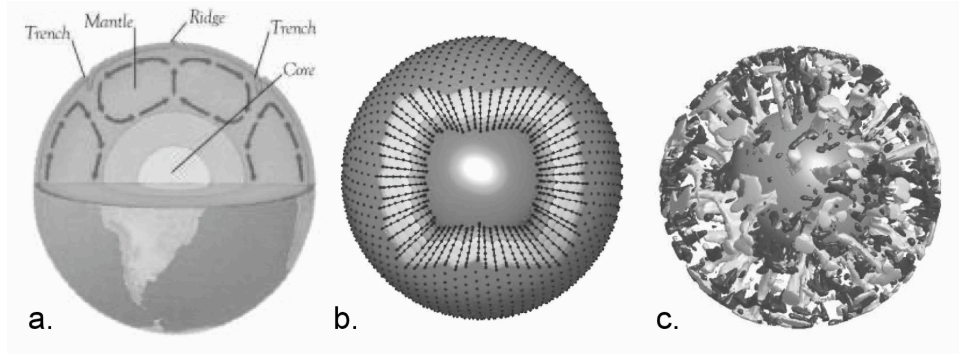 Ridge
Mantle
Trench
Trench
Core
a.
b.
c.